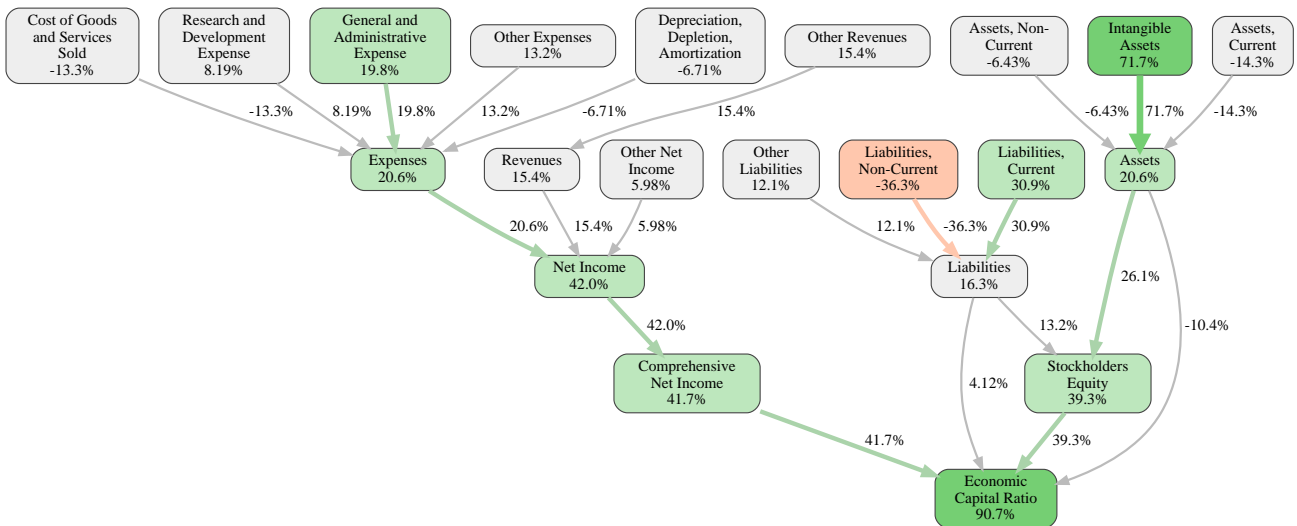 Cost of Goods
and Services
Sold
-13.3%
Research and
Development
Expense
8.19%
General and
Administrative
Expense
19.8%
Other Expenses
13.2%
Depreciation,
Depletion,
Amortization
-6.71%
Other Revenues
15.4%
Assets, Non-
Current
-6.43%
Intangible
Assets
71.7%
Assets,
Current
-14.3%
-13.3%
8.19%
19.8%
13.2%
-6.71%
15.4%
-6.43%
71.7%
-14.3%
Expenses
20.6%
Revenues
15.4%
Other Net
Income
5.98%
Other
Liabilities
12.1%
Liabilities,
Non-Current
-36.3%
Liabilities,
Current
30.9%
Assets
20.6%
20.6%
15.4%
5.98%
12.1%
-36.3%
30.9%
Net Income
42.0%
Liabilities
16.3%
26.1%
42.0%
13.2%
-10.4%
Comprehensive
Net Income
41.7%
4.12%
Stockholders
Equity
39.3%
41.7%
39.3%
Economic
Capital Ratio
90.7%